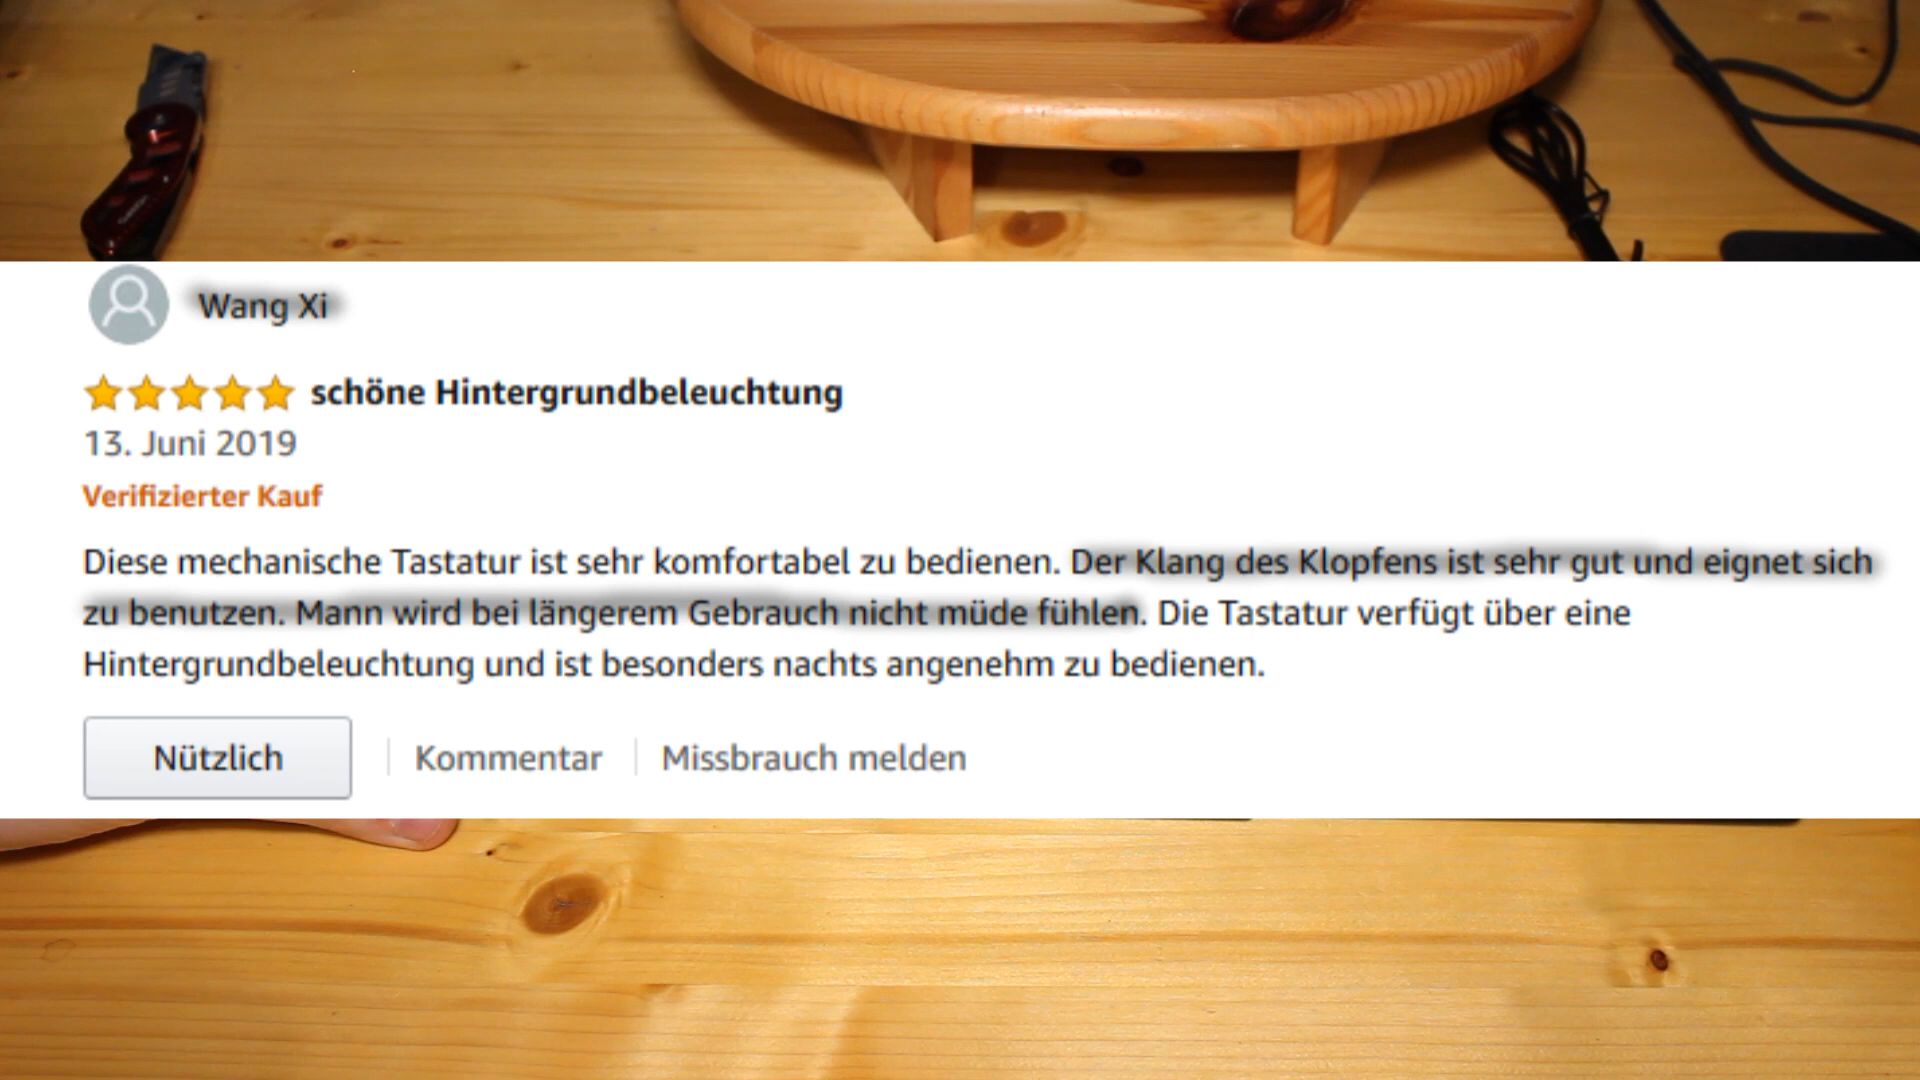 Wang Xi
schöne Hintergrundbeleuchtung
13. Juni 2019
Verifizierter Kauf
Diese mechanische Tastatur ist sehr komfortabel zu bedienen. Der Klang des Klopfens ist sehr gut und eignet sich
zu benutzen. Mann wird bei längerem Gebrauch nicht müde fühlen. Die Tastatur verfügt über eine
Hintergrundbeleuchtung und ist besonders nachts angenehm zu bedienen.
Nützlich | Kommentar | Missbrauch melden